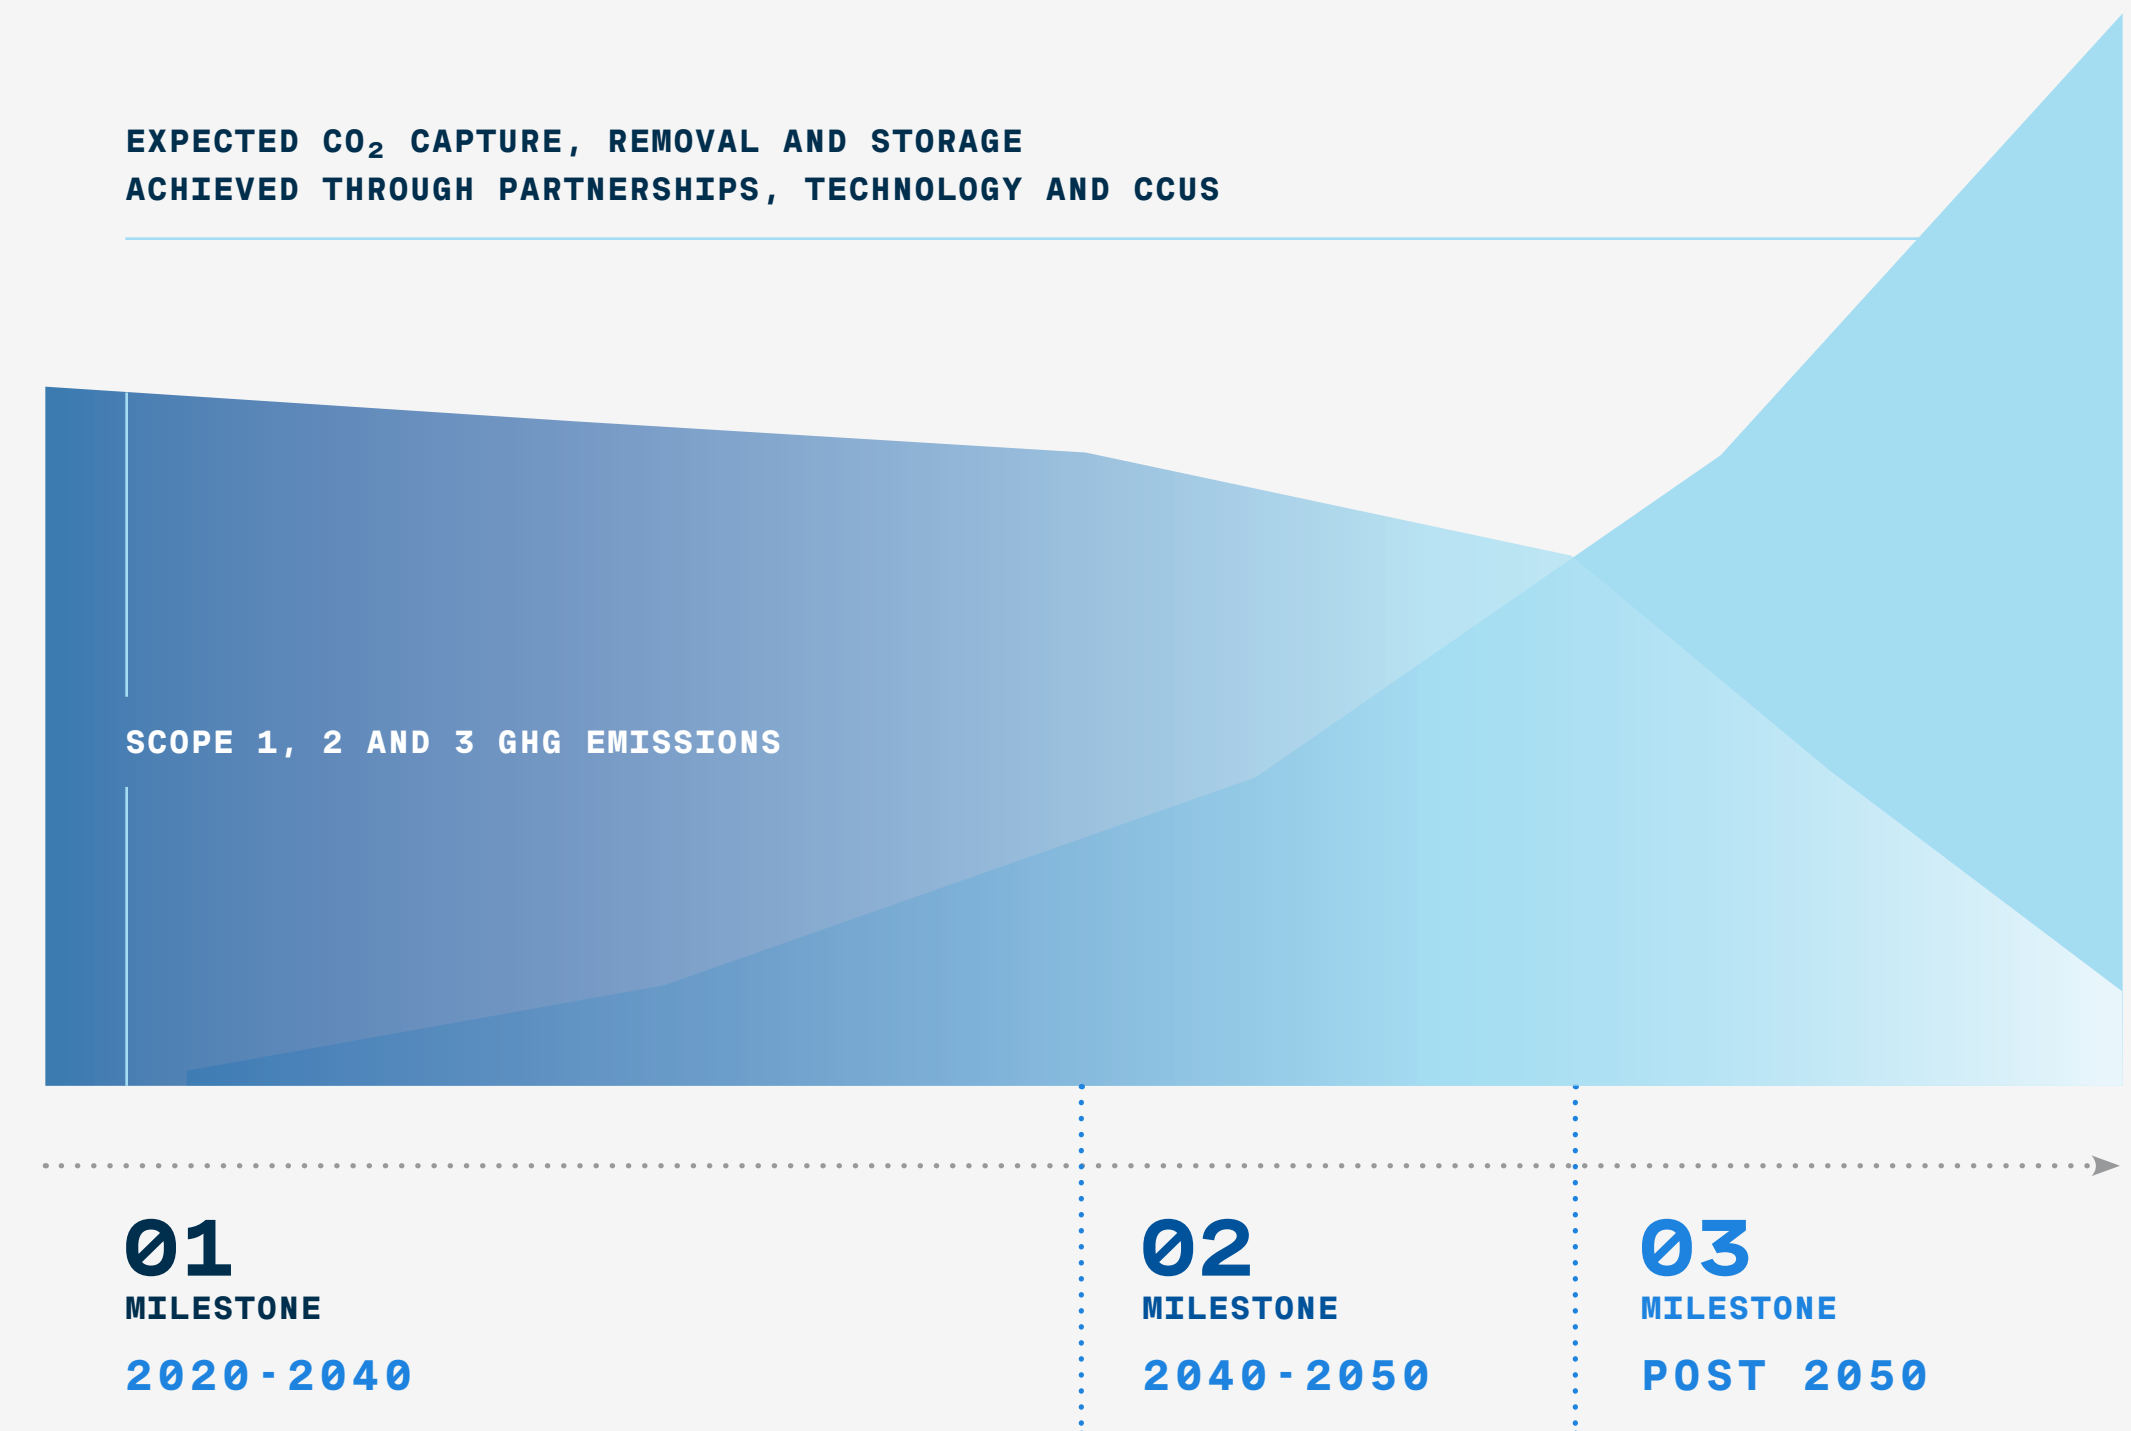 EXPECTED CO₂ CAPTURE, REMOVAL AND STORAGE
ACHIEVED THROUGH PARTNERSHIPS, TECHNOLOGY AND CCUS
SCOPE 1, 2 AND 3 GHG EMISSIONS
01
MILESTONE
2020-2040
02
MILESTONE
2040-2050
03
MILESTONE
POST 2050